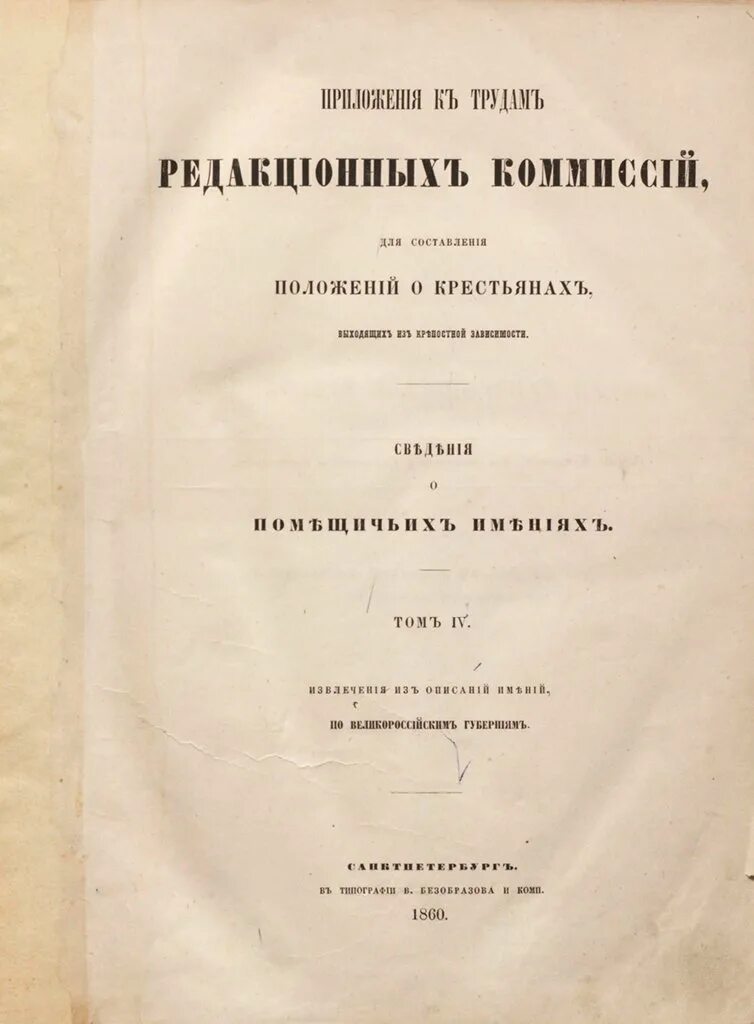 ПРИЛОЖЕНІЯ КЪ ТРУДАМЪ
РЕДАКЦІОННЫХЪ КОММИССІЙ,
ДЛЯ СОСТАВЛЕНІЯ
ПОЛОЖЕНІЙ О КРЕСТЬЯНАХЪ,
ВЫХОДЯЩИХЪ ИЗЪ КРѢПОСТНОЙ ЗАВИСИМОСТИ.
СВѢДѢНІЯ
О
ПОМѢЩИЧЬИХЪ ИМѢНІЯХЪ.
ТОМЪ IV.
ИЗВЛЕЧЕНІЯ ИЗЪ ОПИСАНІЙ ИМѢНІЙ,
ПО ВЕЛИКОРОССІЙСКИМЪ ГУБЕРНІЯМЪ.
САНКТПЕТЕРБУРГЪ.
ВЪ ТИПОГРАФІИ В. БЕЗОБРАЗОВА И КОМП.
1860.